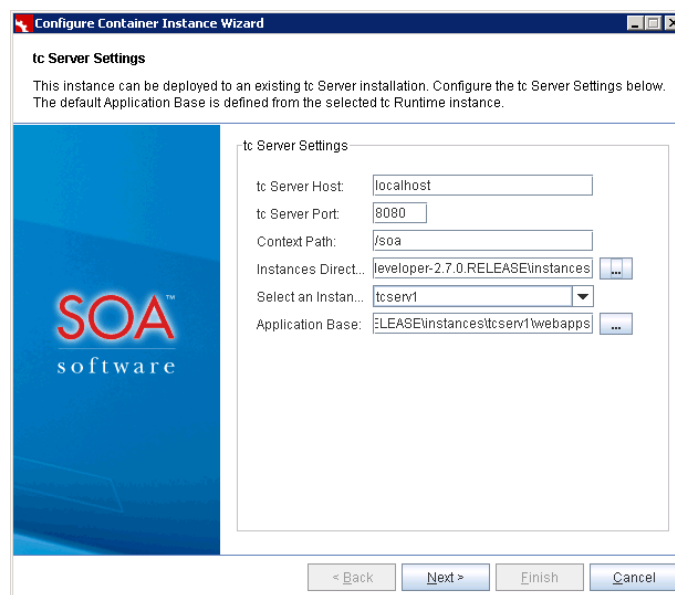 Configure Container Instance Wizard
tc Server Settings
This instance can be deployed to an existing tc Server installation. Configure the tc Server Settings below.
The default Application Base is defined from the selected tc Runtime instance.
tc Server Settings
tc Server Host: localhost
tc Server Port: 8080
Context Path: /soa
Instances Direct... leveloper-2.7.0.RELEASE\instances ...
Select an Instan... tcserv1
Application Base: ELEASE\instances\tcserv1\webapps ...
SOA™
software
< Back Next > Finish Cancel